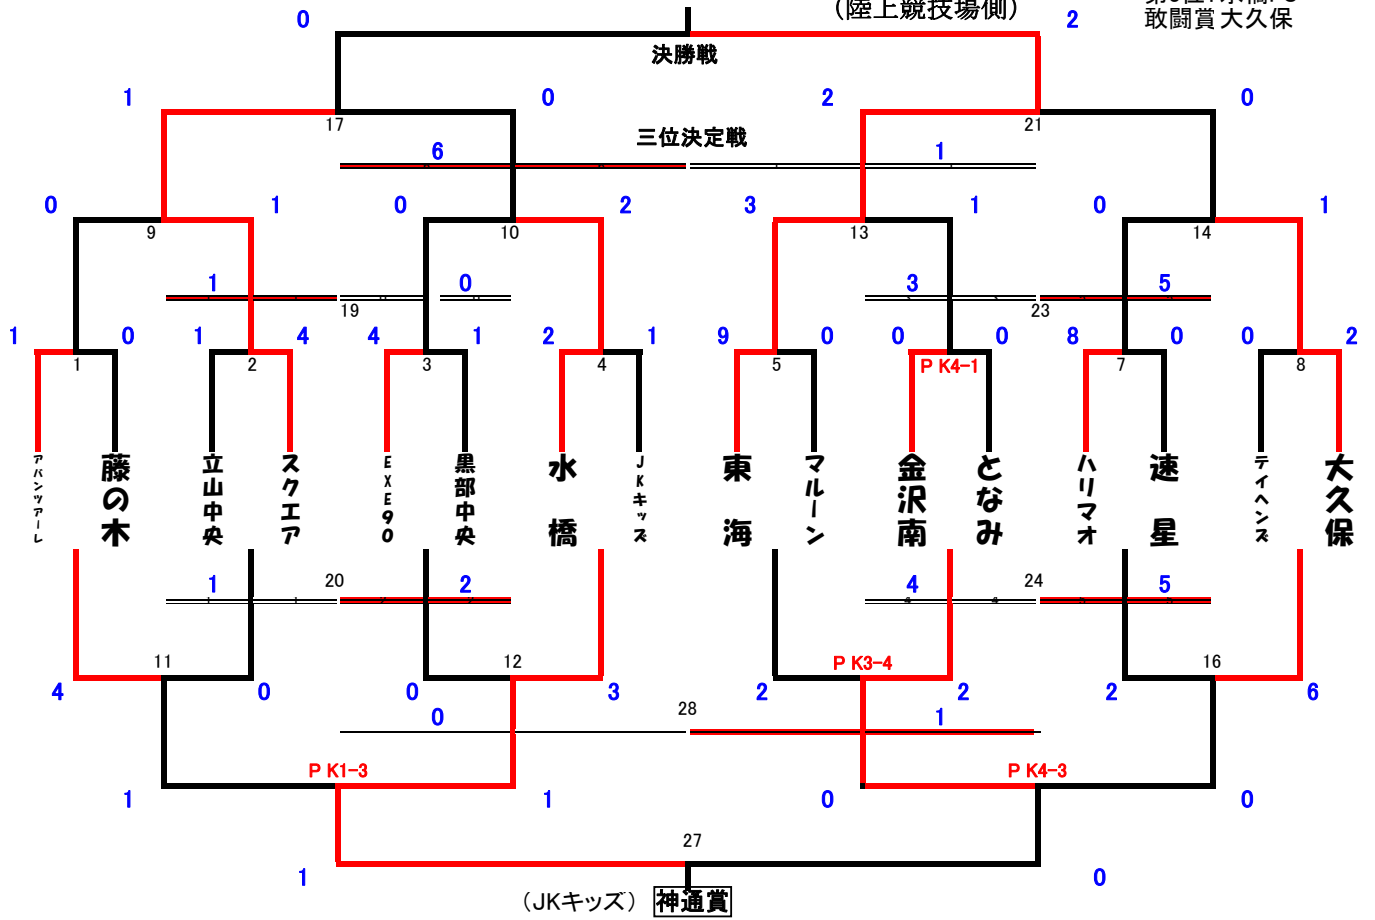 (陸上競技場側)
敢闘賞 大久保
0 2
決勝戦
1 0 2 0
17 21
三位決定戦
6 1
0 1 0 2 3 1 0 1
9 10 13 14
1 0 3 5
19 23
1 0 1 4 4 1 2 1 9 0 0 0 8 0 0 2
1 2 3 4 5 P K4-1 7 8
アバンツァーレ
藤の木
立山中央
スクエア
EXE90
黒部中央
水橋
JKキッズ
東海
マルーン
金沢南
となみ
ハリマオ
速星
テイヘンズ
大久保
1 20 2 4 24 5
11 12 P K3-4 16
4 0 0 3 2 2 2 6
0 28 1
P K1-3 P K4-3
1 1 0 0
27
1 0
(JKキッズ) 神通賞